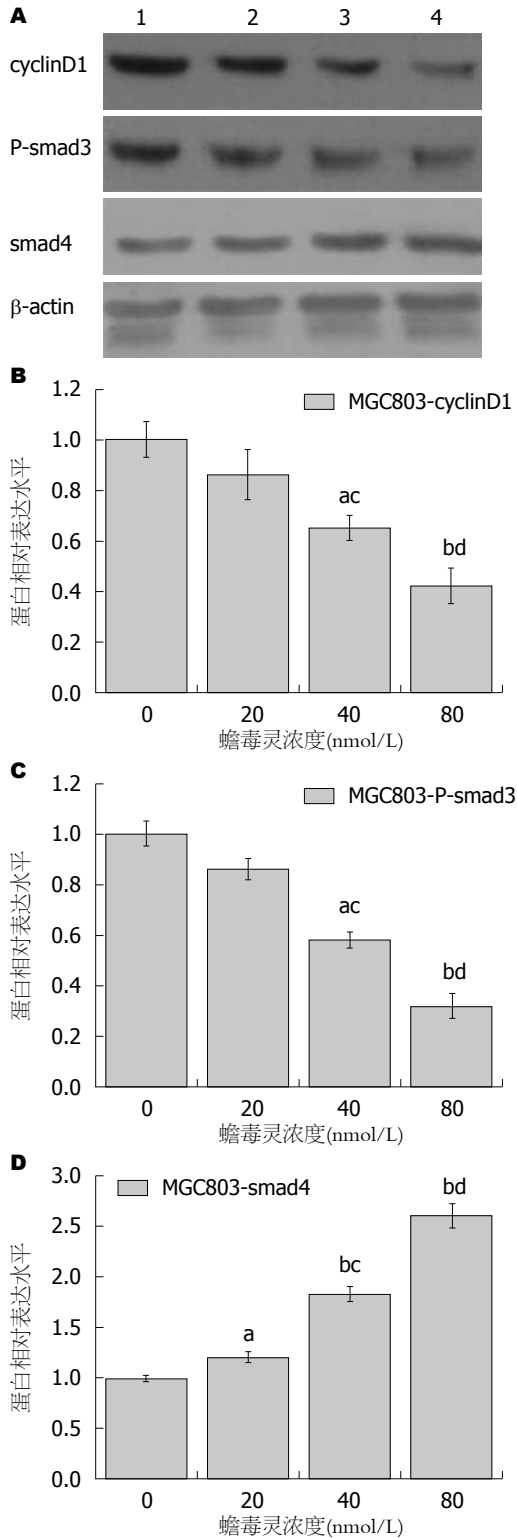 A 1 2 3 4
cyclinD1
P-smad3
smad4
β-actin
B
MGC803-cyclinD1
蛋白相对表达水平
1.2
1.0
0.8
0.6
0.4
0.2
0.0
ac
bd
0 20 40 80
蟾毒灵浓度(nmol/L)
C
MGC803-P-smad3
蛋白相对表达水平
1.2
1.0
0.8
0.6
0.4
0.2
0.0
ac
bd
0 20 40 80
蟾毒灵浓度(nmol/L)
D
MGC803-smad4
蛋白相对表达水平
3.0
2.5
2.0
1.5
1.0
0.5
0.0
a
bc
bd
0 20 40 80
蟾毒灵浓度(nmol/L)